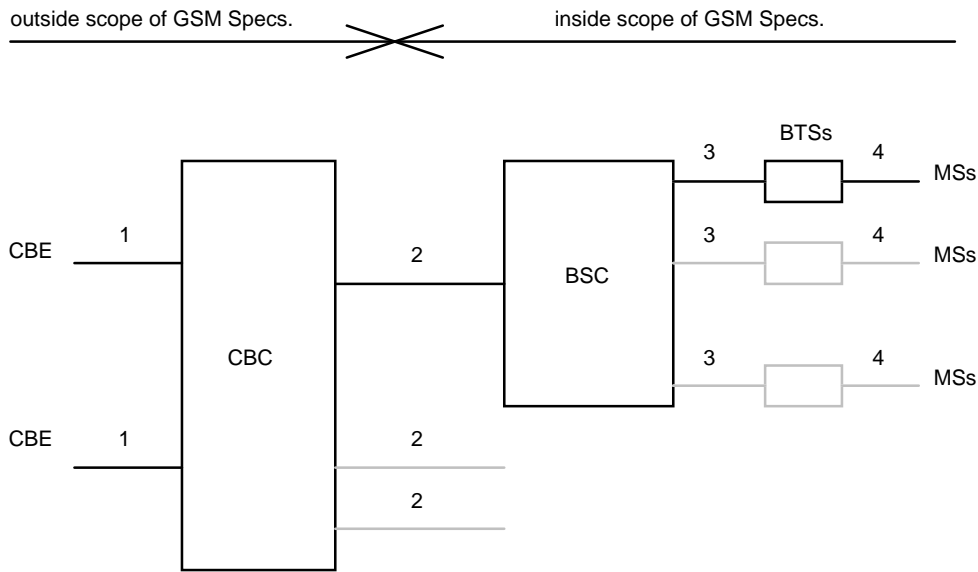 outside scope of GSM Specs.
inside scope of GSM Specs.
BTSs
3
4
MSs
CBE
1
2
3
4
MSs
BSC
CBC
3
4
MSs
CBE
1
2
2